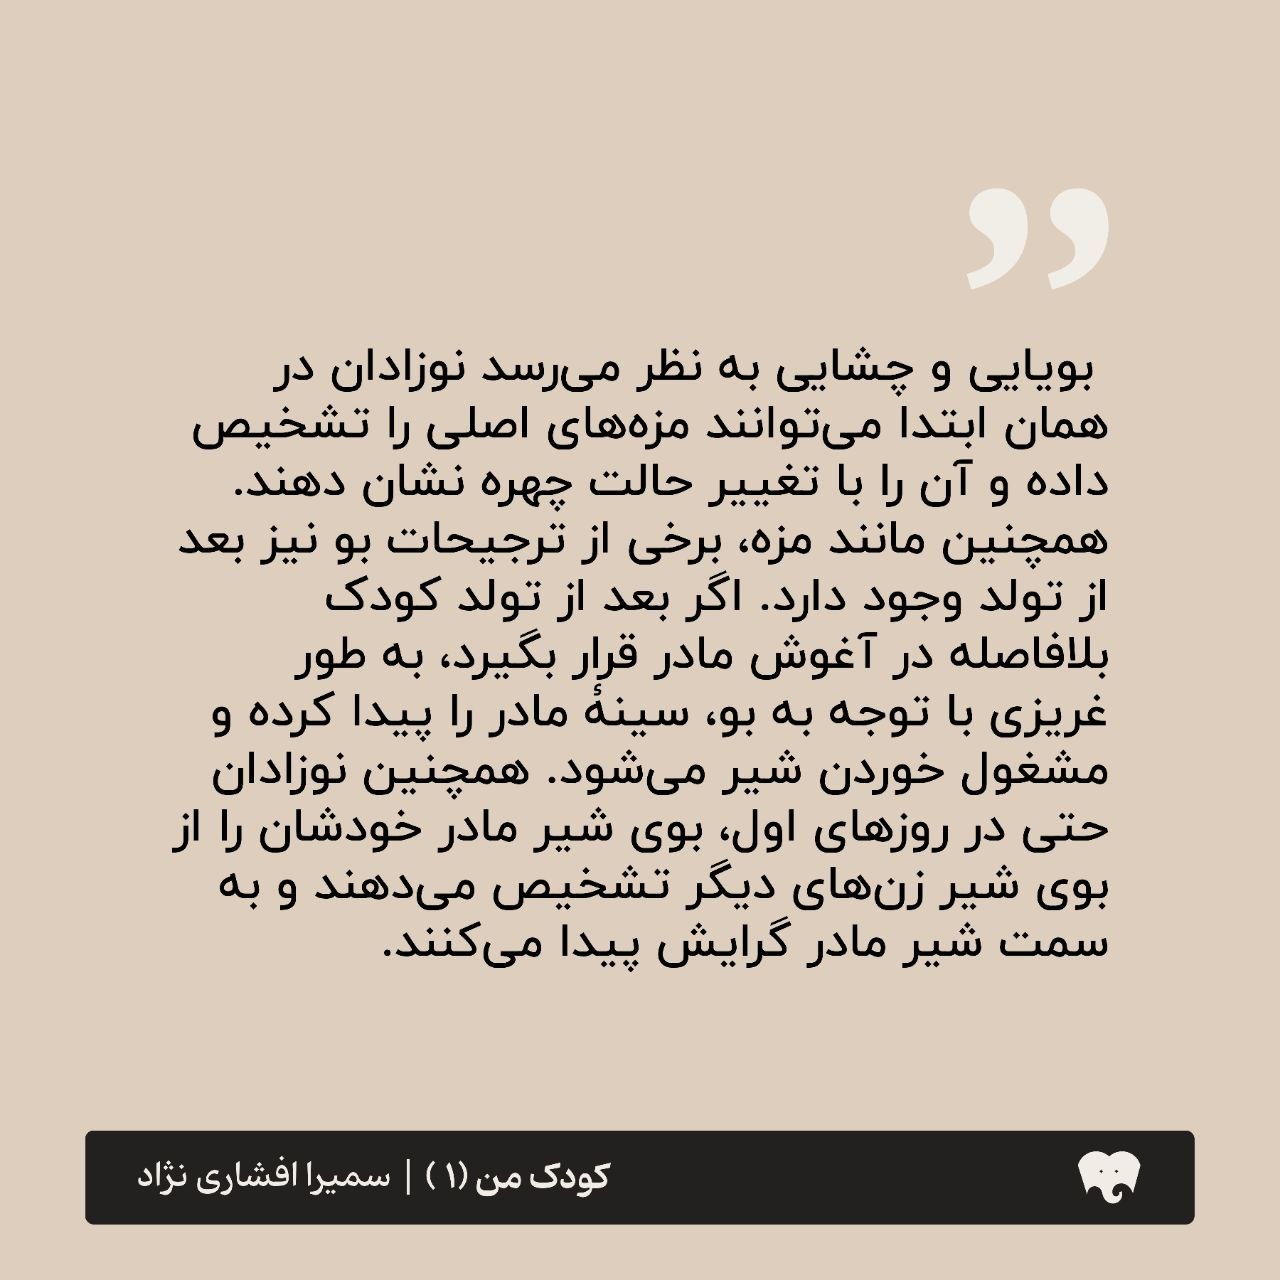 ”
بویایی و چشایی به نظر می‌رسد نوزادان در
همان ابتدا می‌توانند مزه‌های اصلی را تشخیص
داده و آن را با تغییر حالت چهره نشان دهند.
همچنین مانند مزه، برخی از ترجیحات بو نیز بعد
از تولد وجود دارد. اگر بعد از تولد کودک
بلافاصله در آغوش مادر قرار بگیرد، به طور
غریزی با توجه به بو، سینهٔ مادر را پیدا کرده و
مشغول خوردن شیر می‌شود. همچنین نوزادان
حتی در روزهای اول، بوی شیر مادر خودشان را از
بوی شیر زن‌های دیگر تشخیص می‌دهند و به
سمت شیر مادر گرایش پیدا می‌کنند.
کودک من (۱ ) | سمیرا افشاری نژاد